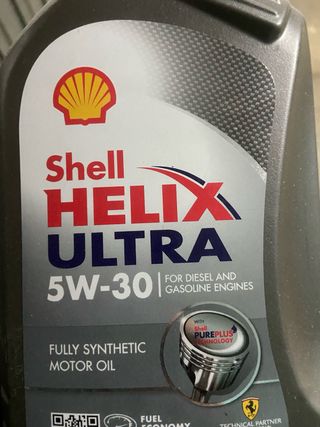 Shell
HELIX
ULTRA
5W-30
FOR DIESEL AND
GASOLINE ENGINES
WITH
Shell
PUREPLUS
TECHNOLOGY
FULLY SYNTHETIC
MOTOR OIL
FUEL
ECONOMY
TECHNICAL PARTNER